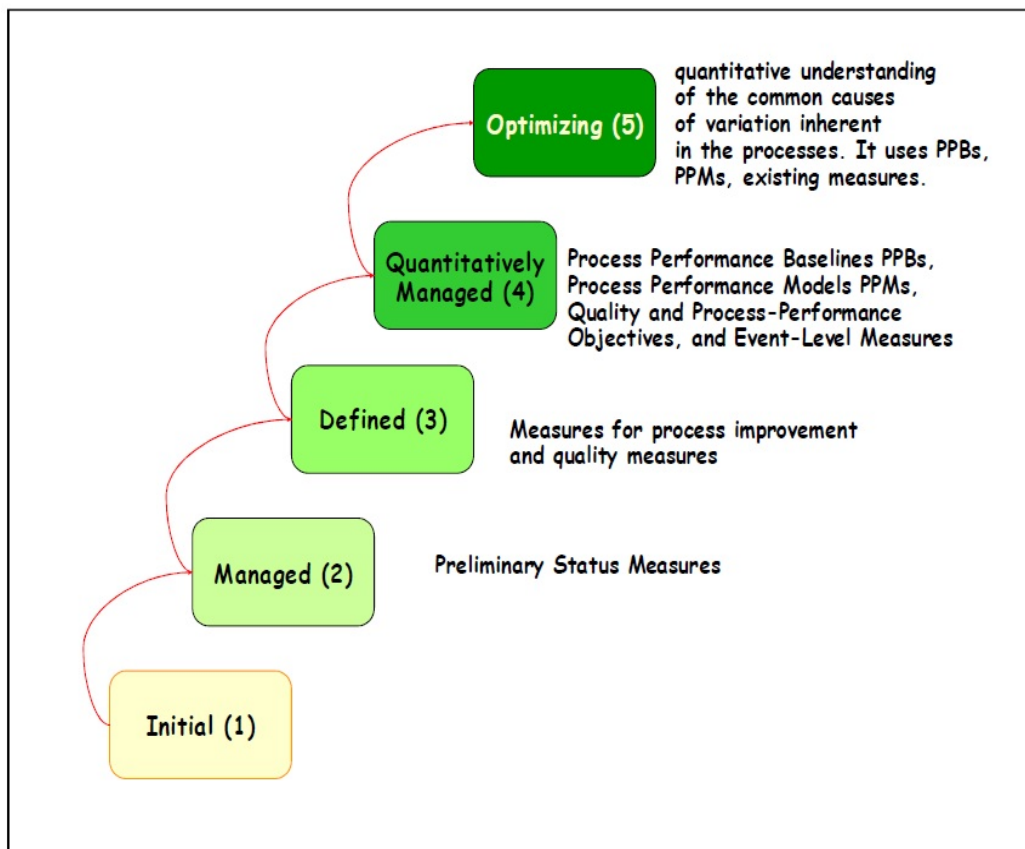 quantitative understanding
of the common causes
of variation inherent
in the processes. It uses PPBs,
PPMs, existing measures.
Optimizing (5)
Quantitatively
Managed (4)
Process Performance Baselines PPBs,
Process Performance Models PPMs,
Quality and Process-Performance
Objectives, and Event-Level Measures
Defined (3)
Measures for process improvement
and quality measures
Managed (2)
Preliminary Status Measures
Initial (1)